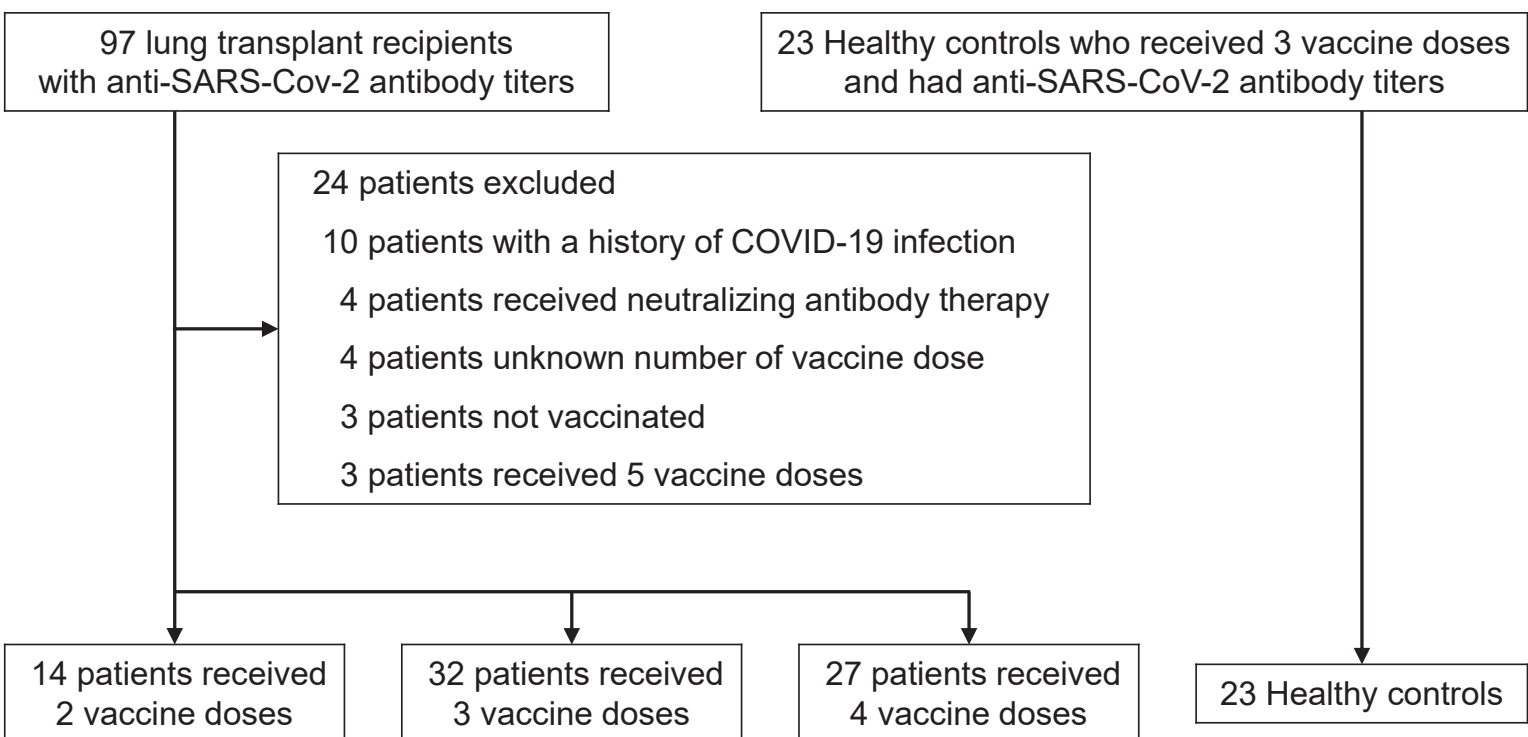 97 lung transplant recipients
with anti-SARS-Cov-2 antibody titers
23 Healthy controls who received 3 vaccine doses
and had anti-SARS-CoV-2 antibody titers
24 patients excluded
10 patients with a history of COVID-19 infection
4 patients received neutralizing antibody therapy
4 patients unknown number of vaccine dose
3 patients not vaccinated
3 patients received 5 vaccine doses
14 patients received
2 vaccine doses
32 patients received
3 vaccine doses
27 patients received
4 vaccine doses
23 Healthy controls